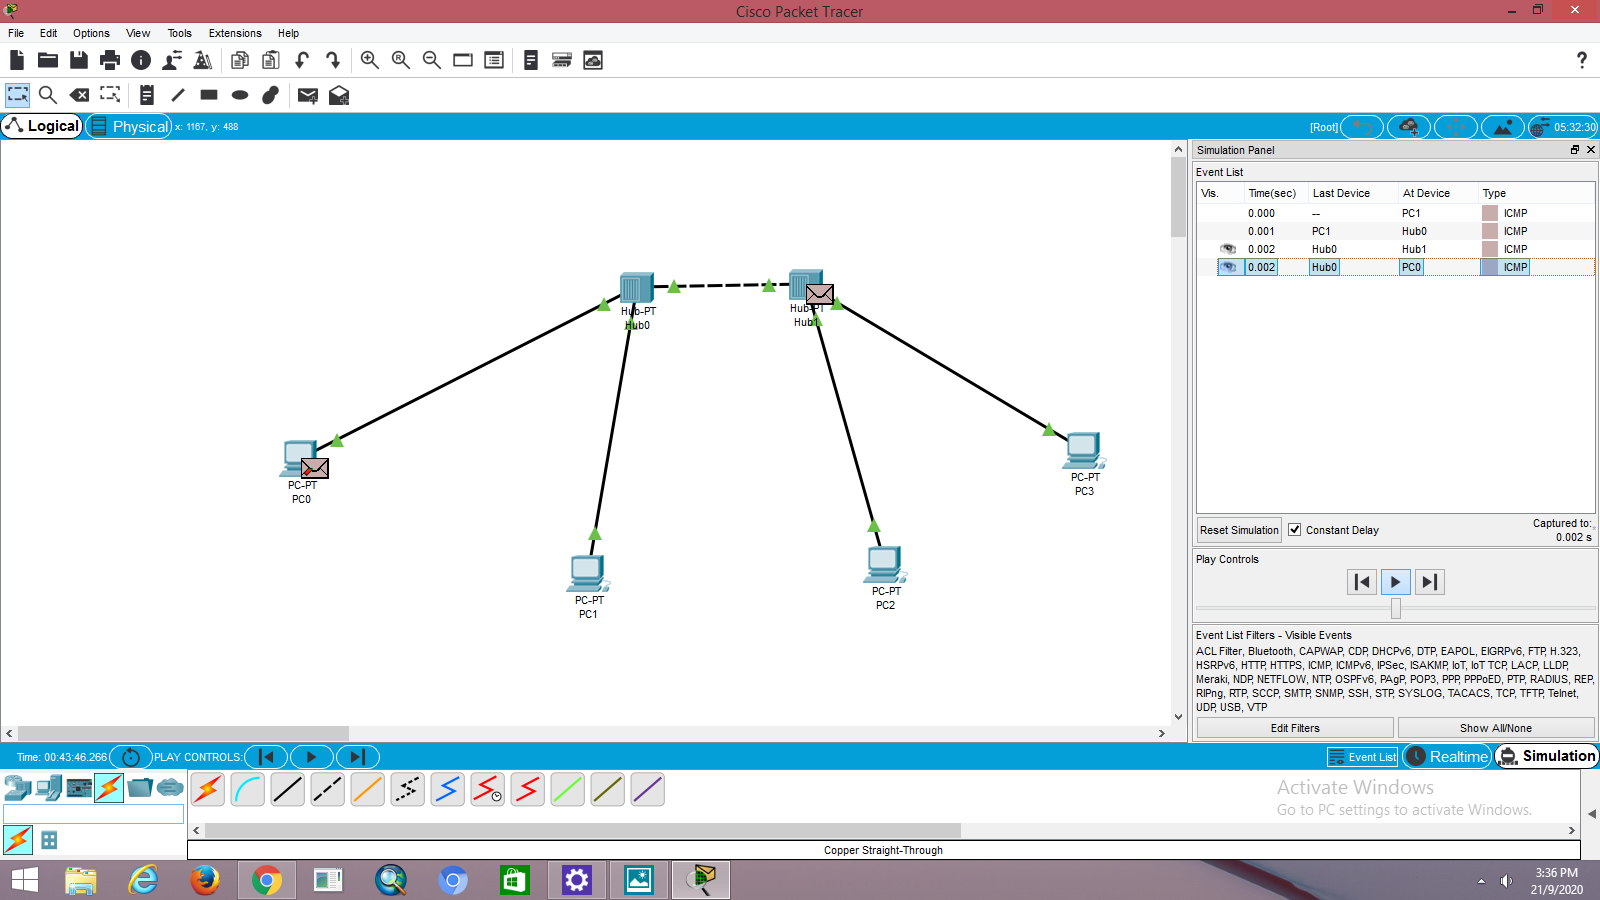 Cisco Packet Tracer
File Edit Options View Tools Extensions Help
Logical Physical x: 1167, y: 488 [Root] 05:32:30
Simulation Panel
Event List
Vis. Time(sec) Last Device At Device Type
0.000 -- PC1 ICMP
0.001 PC1 Hub0 ICMP
0.002 Hub0 Hub1 ICMP
0.002 Hub0 PC0 ICMP
Hub-PT
Hub0
Hub-PT
Hub1
PC-PT
PC0
PC-PT
PC1
PC-PT
PC2
PC-PT
PC3
Reset Simulation Constant Delay Captured to:
0.002 s
Play Controls
Event List Filters - Visible Events
ACL Filter, Bluetooth, CAPWAP, CDP, DHCPv6, DTP, EAPOL, EIGRPv6, FTP, H.323,
HSRPv6, HTTP, HTTPS, ICMP, ICMPv6, IPSec, ISAKMP, IoT, IoT TCP, LACP, LLDP,
Meraki, NDP, NETFLOW, NTP, OSPFv6, PAgP, POP3, PPP, PPPoED, PTP, RADIUS, REP,
RIPng, RTP, SCCP, SMTP, SNMP, SSH, STP, SYSLOG, TACACS, TCP, TFTP, Telnet,
UDP, USB, VTP
Edit Filters Show All/None
Time: 00:43:46.266 PLAY CONTROLS: Event List Realtime Simulation
Activate Windows
Go to PC settings to activate Windows.
Copper Straight-Through
3:36 PM
21/9/2020